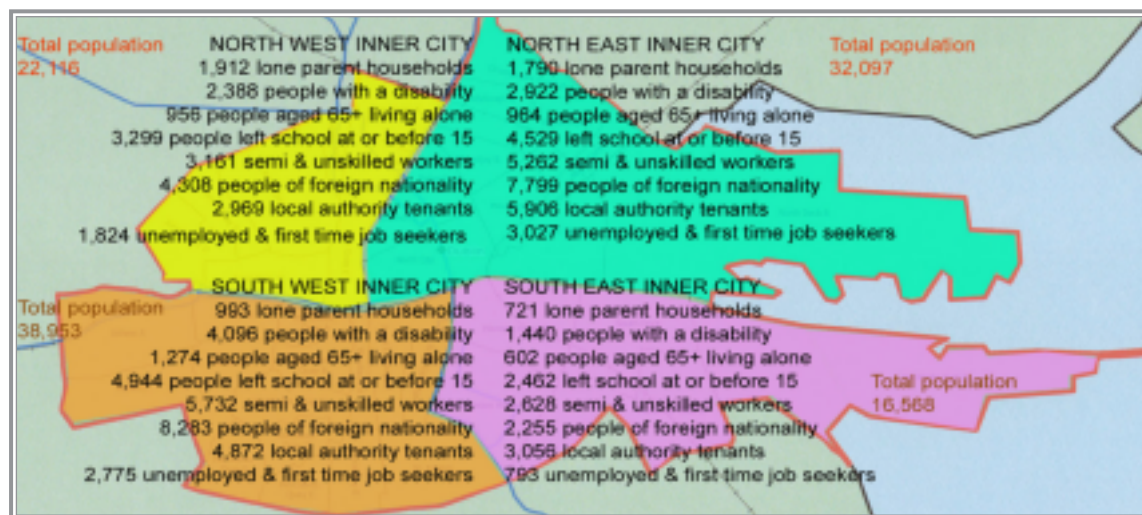 Total population
22,116
NORTH WEST INNER CITY
1,912 lone parent households
2,388 people with a disability
956 people aged 65+ living alone
3,299 people left school at or before 15
3,161 semi & unskilled workers
4,308 people of foreign nationality
2,969 local authority tenants
1,824 unemployed & first time job seekers
NORTH EAST INNER CITY
1,790 lone parent households
2,922 people with a disability
964 people aged 65+ living alone
4,529 left school at or before 15
5,262 semi & unskilled workers
7,799 people of foreign nationality
5,906 local authority tenants
3,027 unemployed & first time job seekers
Total population
32,097
Total population
38,953
SOUTH WEST INNER CITY
993 lone parent households
4,096 people with a disability
1,274 people aged 65+ living alone
4,944 people left school at or before 15
5,732 semi & unskilled workers
8,283 people of foreign nationality
4,872 local authority tenants
2,775 unemployed & first time job seekers
SOUTH EAST INNER CITY
721 lone parent households
1,440 people with a disability
602 people aged 65+ living alone
2,462 left school at or before 15
2,628 semi & unskilled workers
2,255 people of foreign nationality
3,056 local authority tenants
793 unemployed & first time job seekers
Total population
16,568